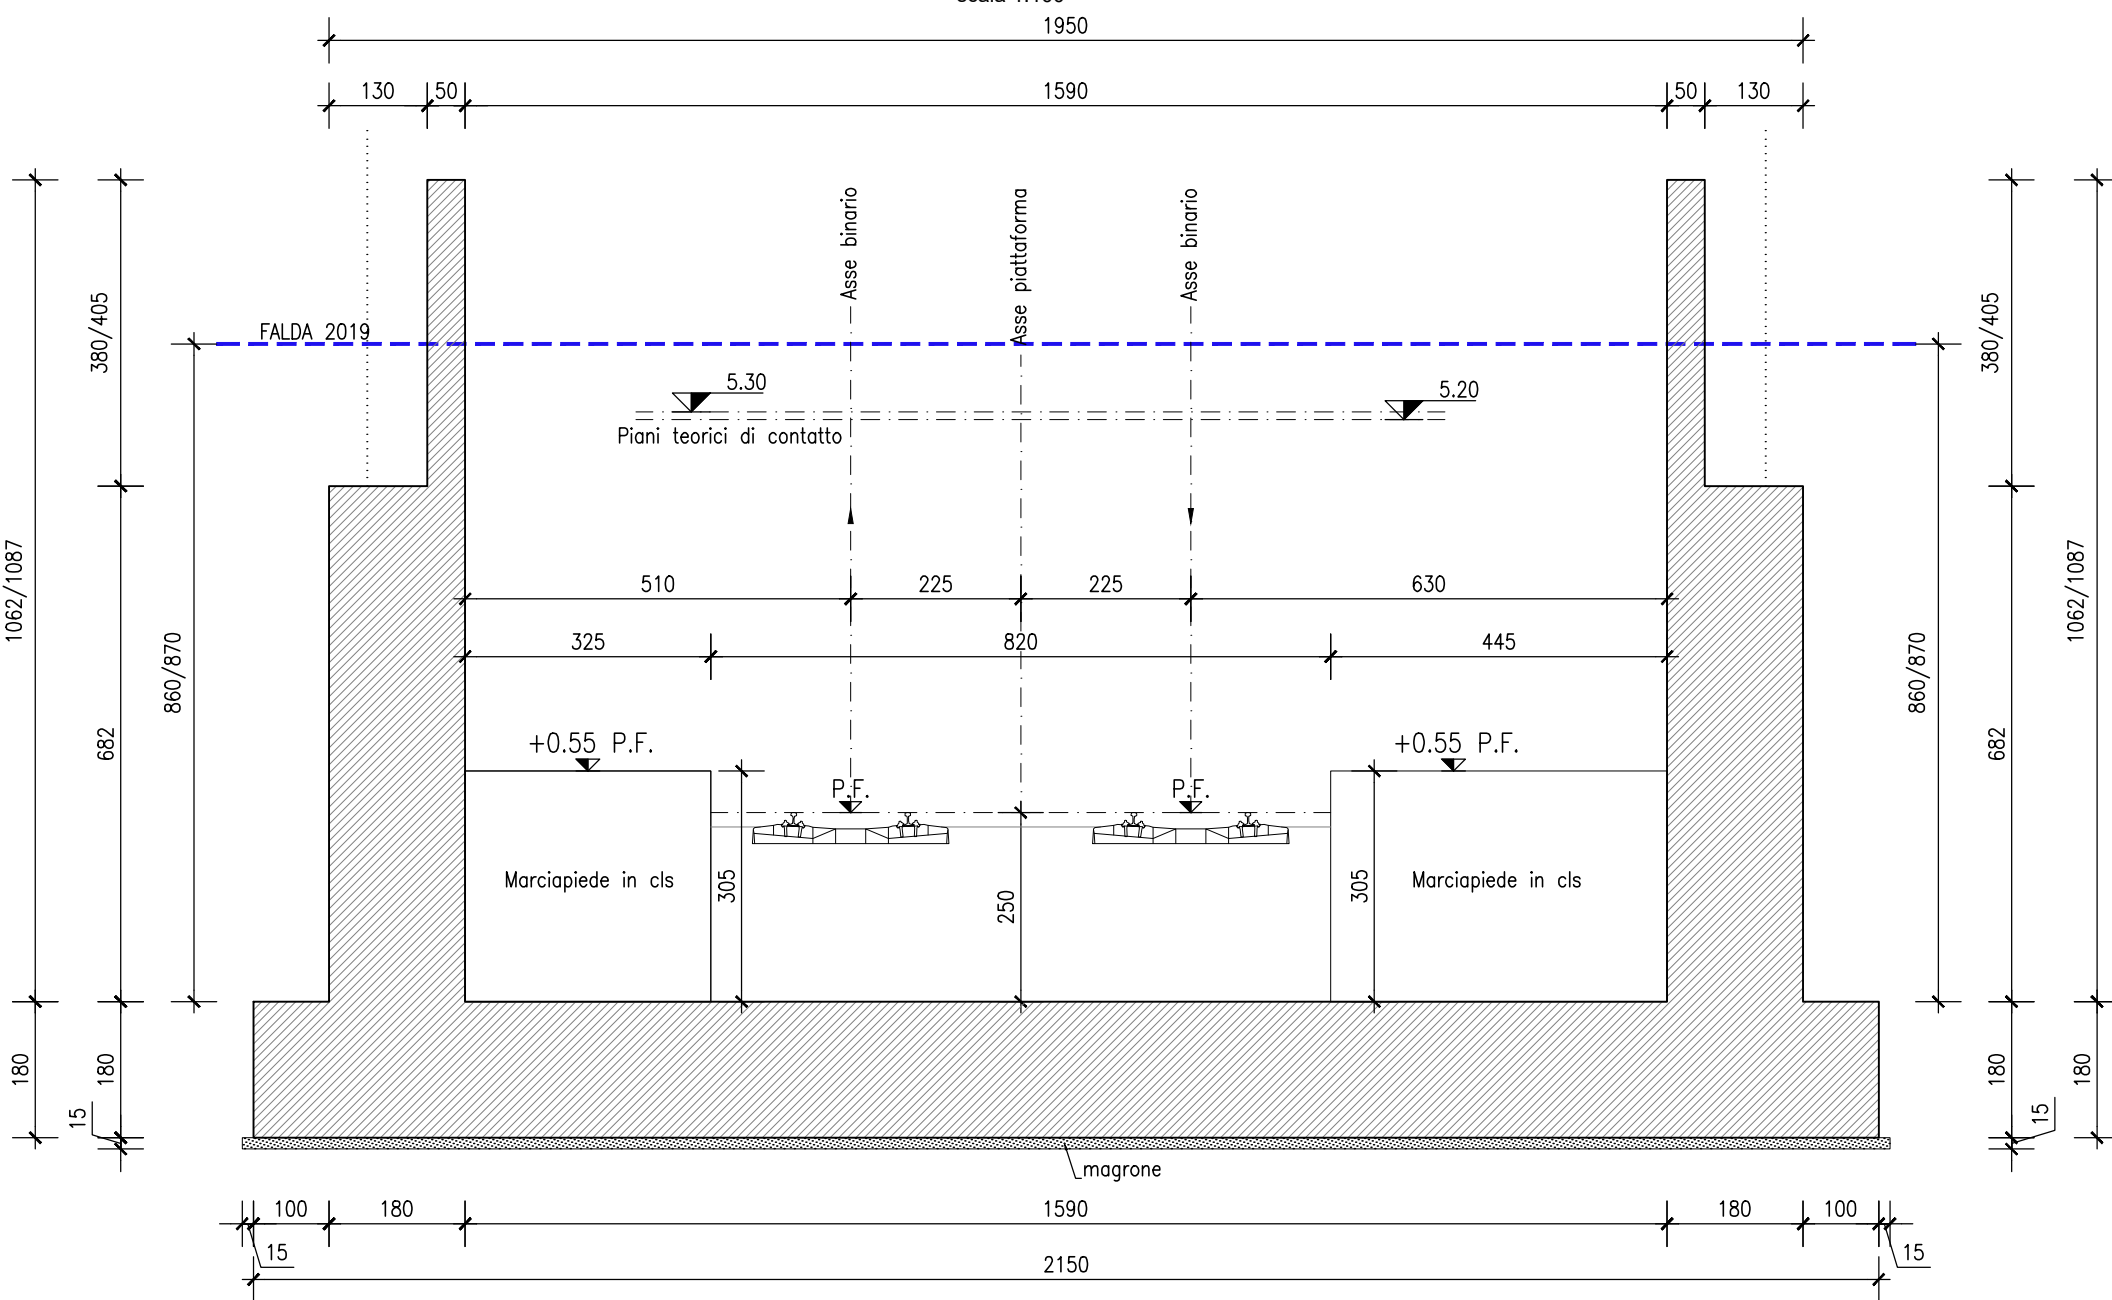 1950
130 50 1590 50 130
Asse binario
Asse piattaforma
Asse binario
FALDA 2019
380/405
380/405
5.30
5.20
Piani teorici di contatto
1062/1087
1062/1087
510 225 225 630
860/870
860/870
325 820 445
682
682
+0.55 P.F.
+0.55 P.F.
P.F.
P.F.
Marciapiede in cls
305
250
305
Marciapiede in cls
180
180
15
180
180
15
magrone
100 180 1590 180 100
15
15
2150